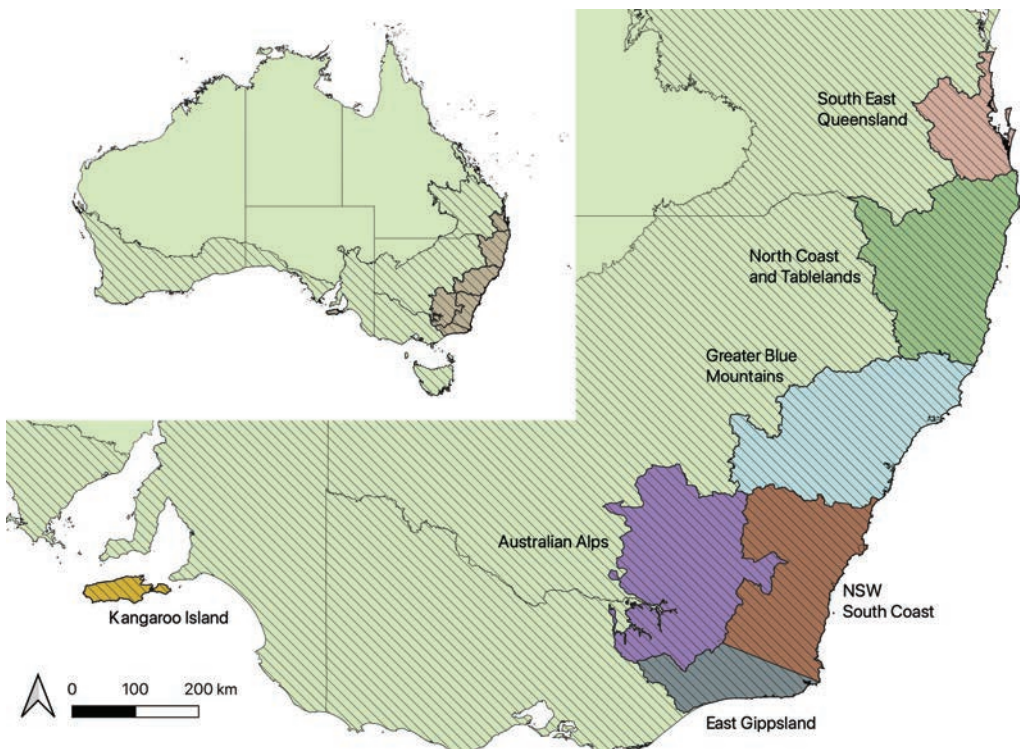 South East
Queensland
North Coast
and Tablelands
Greater Blue
Mountains
Australian Alps
NSW
South Coast
Kangaroo Island
East Gippsland
0 100 200 km